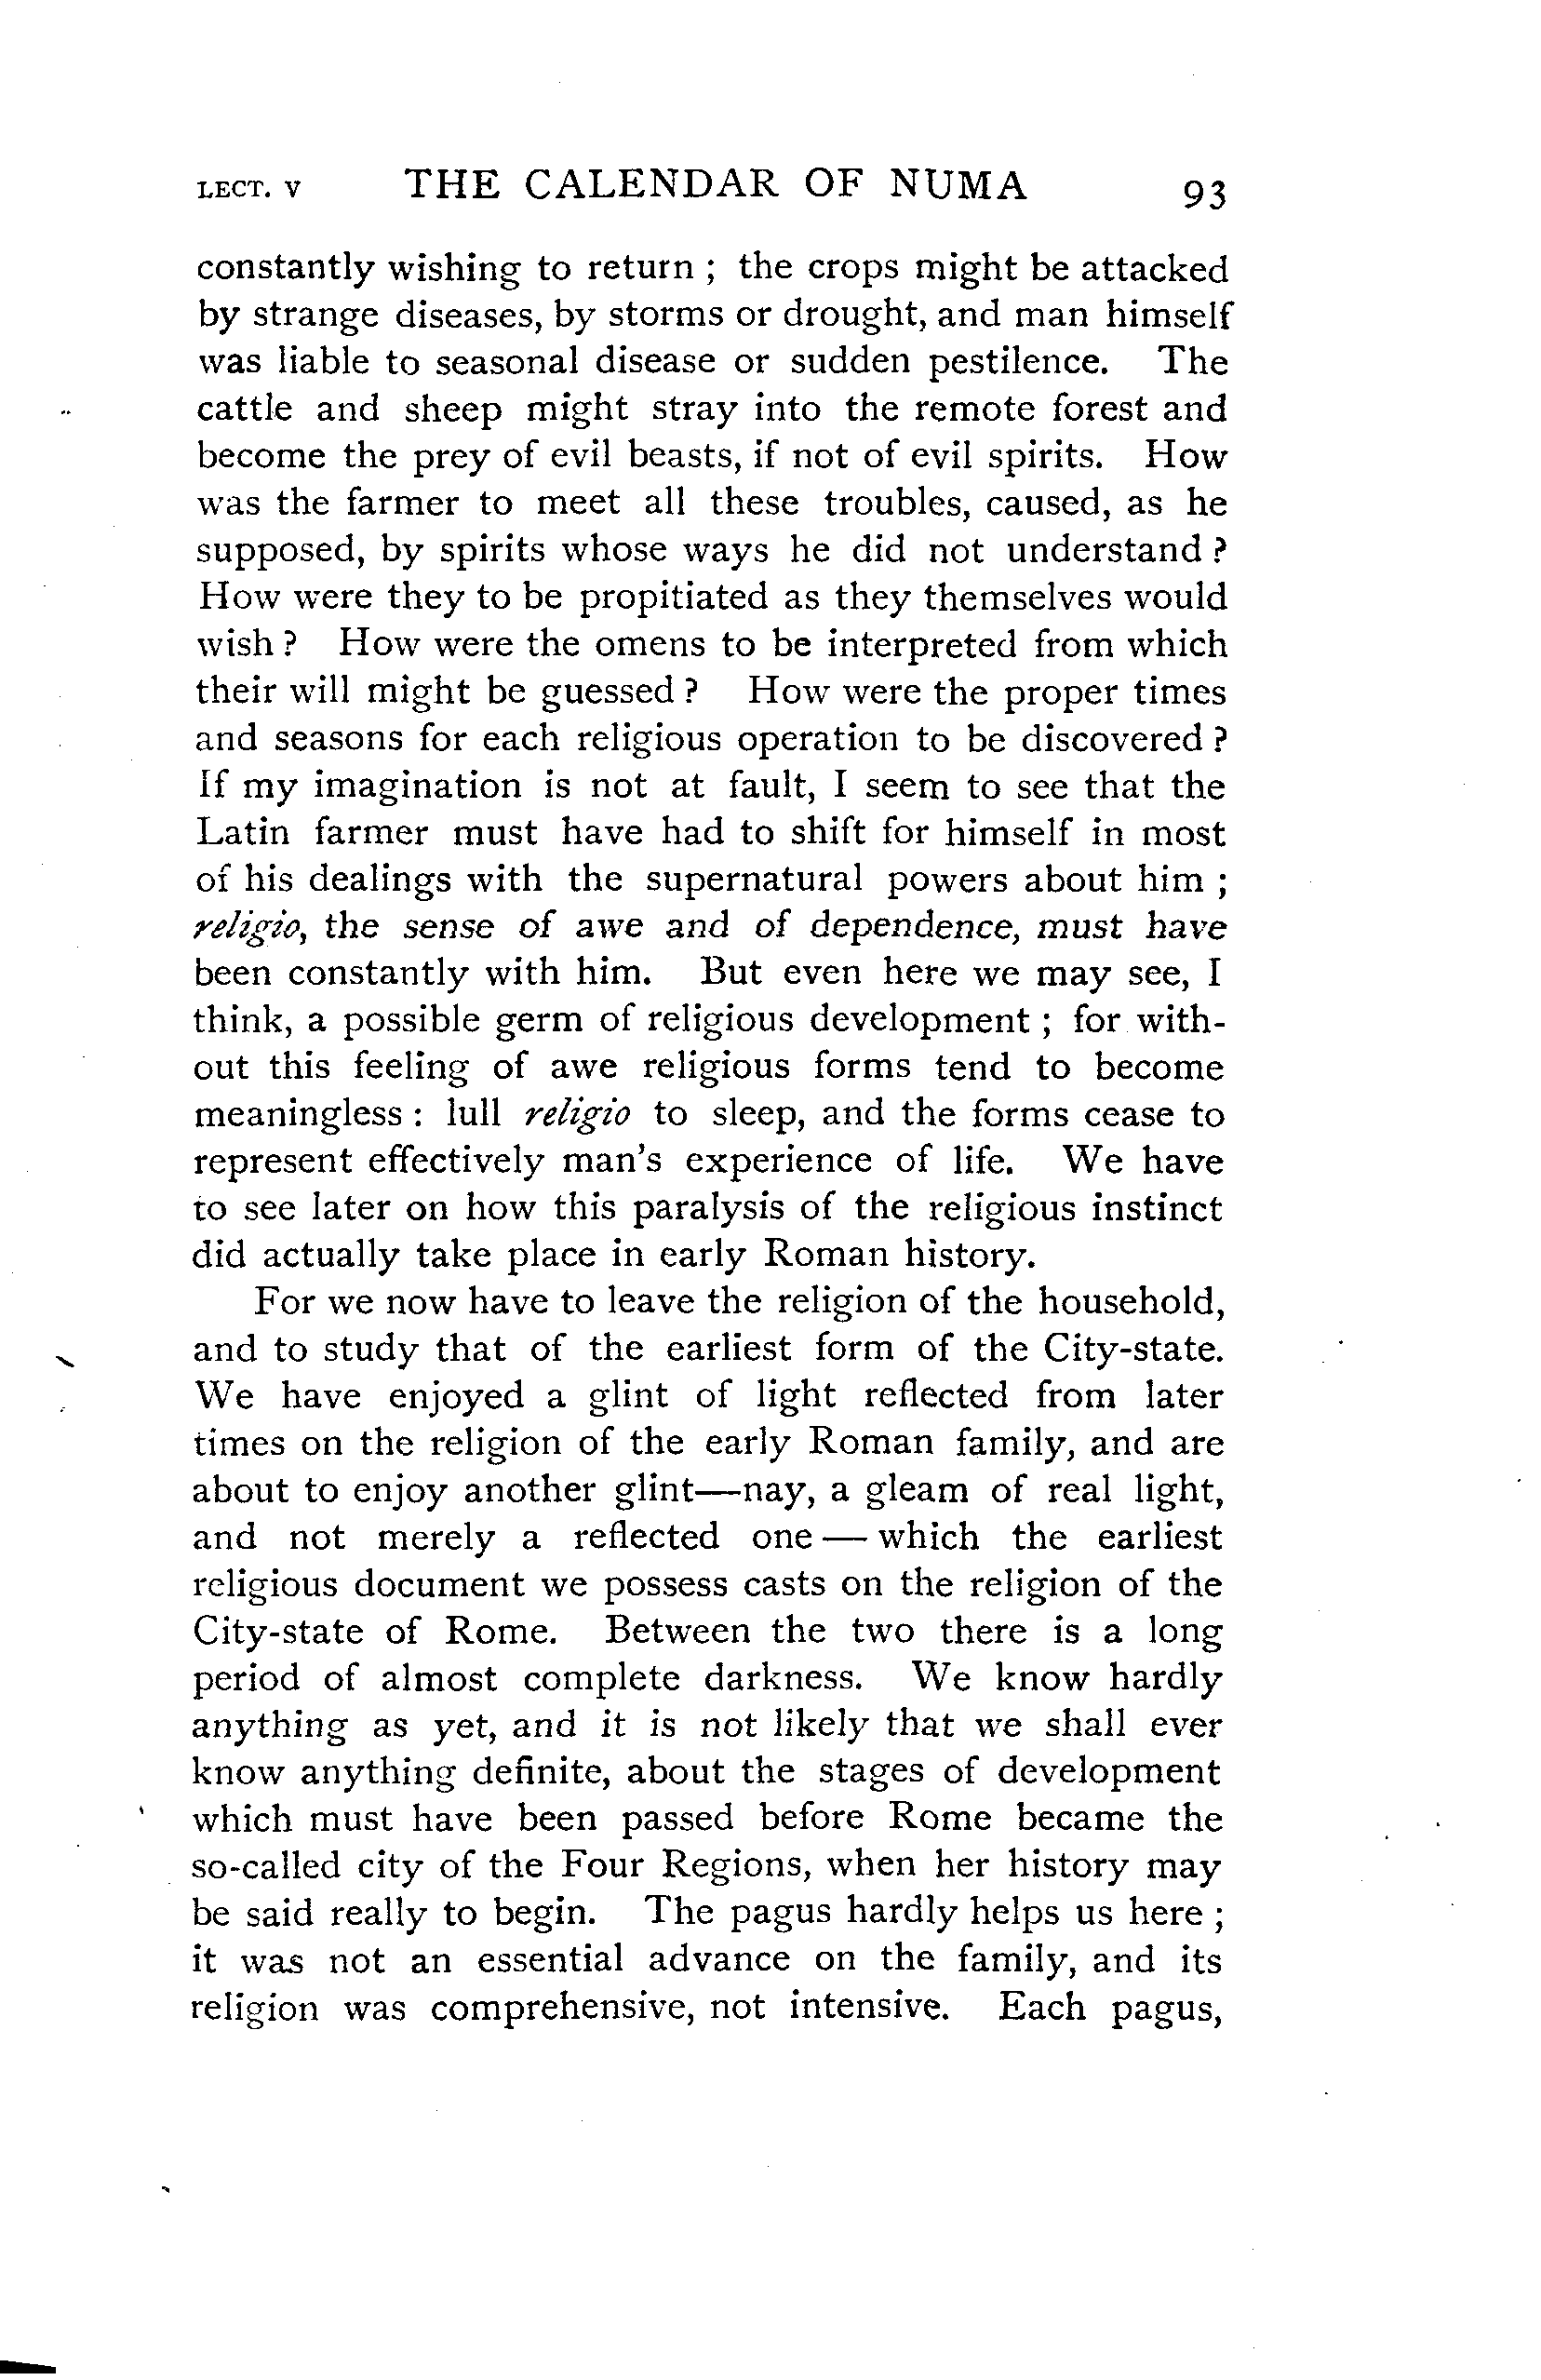 LECT. V THE CALENDAR OF NUMA 93
constantly wishing to return ; the crops might be attacked
by strange diseases, by storms or drought, and man himself
was liable to seasonal disease or sudden pestilence. The
cattle and sheep might stray into the remote forest and
become the prey of evil beasts, if not of evil spirits. How
was the farmer to meet all these troubles, caused, as he
supposed, by spirits whose ways he did not understand ?
How were they to be propitiated as they themselves would
wish ? How were the omens to be interpreted from which
their will might be guessed ? How were the proper times
and seasons for each religious operation to be discovered ?
If my imagination is not at fault, I seem to see that the
Latin farmer must have had to shift for himself in most
of his dealings with the supernatural powers about him ;
religio, the sense of awe and of dependence, must have
been constantly with him. But even here we may see, I
think, a possible germ of religious development ; for with-
out this feeling of awe religious forms tend to become
meaningless : lull religio to sleep, and the forms cease to
represent effectively man's experience of life. We have
to see later on how this paralysis of the religious instinct
did actually take place in early Roman history.
For we now have to leave the religion of the household,
and to study that of the earliest form of the City-state.
We have enjoyed a glint of light reflected from later
times on the religion of the early Roman family, and are
about to enjoy another glint—nay, a gleam of real light,
and not merely a reflected one — which the earliest
religious document we possess casts on the religion of the
City-state of Rome. Between the two there is a long
period of almost complete darkness. We know hardly
anything as yet, and it is not likely that we shall ever
know anything definite, about the stages of development
which must have been passed before Rome became the
so-called city of the Four Regions, when her history may
be said really to begin. The pagus hardly helps us here ;
it was not an essential advance on the family, and its
religion was comprehensive, not intensive. Each pagus,